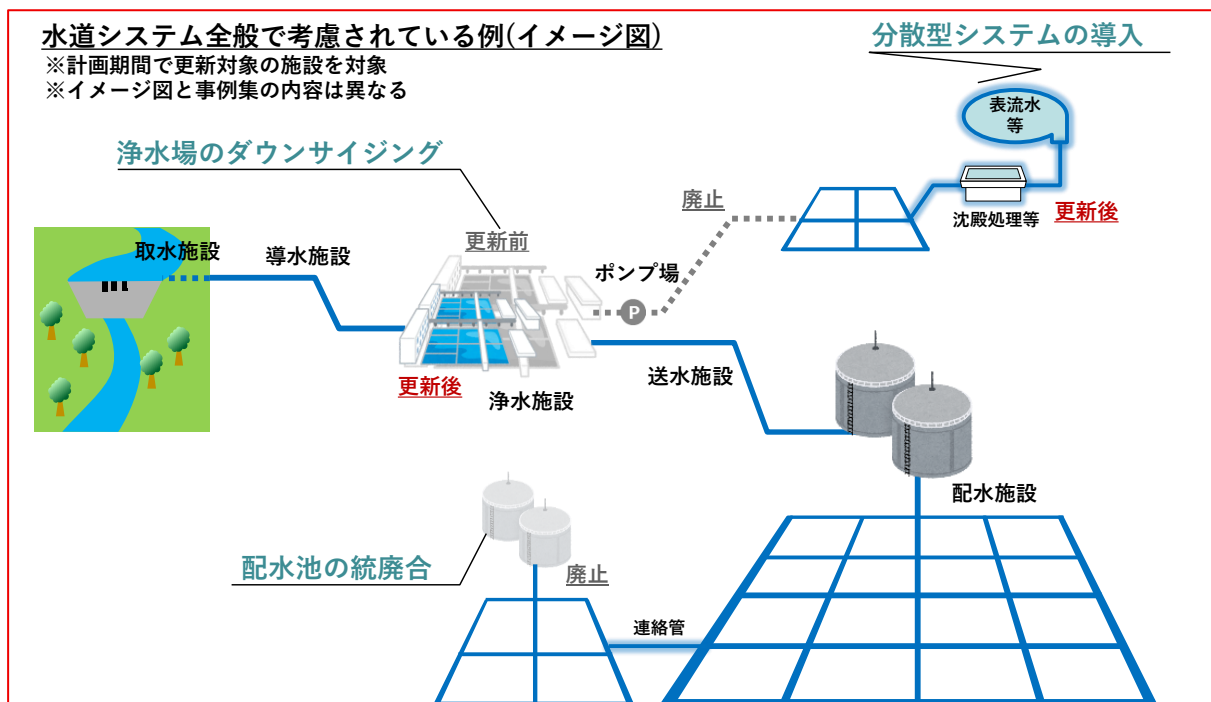 水道システム全般で考慮されている例(イメージ図)
※計画期間で更新対象の施設を対象
※イメージ図と事例集の内容は異なる
分散型システムの導入
表流水
等
浄水場のダウンサイジング
廃止
沈殿処理等
更新後
更新前
取水施設
導水施設
ポンプ場
P
送水施設
更新後
浄水施設
配水施設
配水池の統廃合
廃止
連絡管